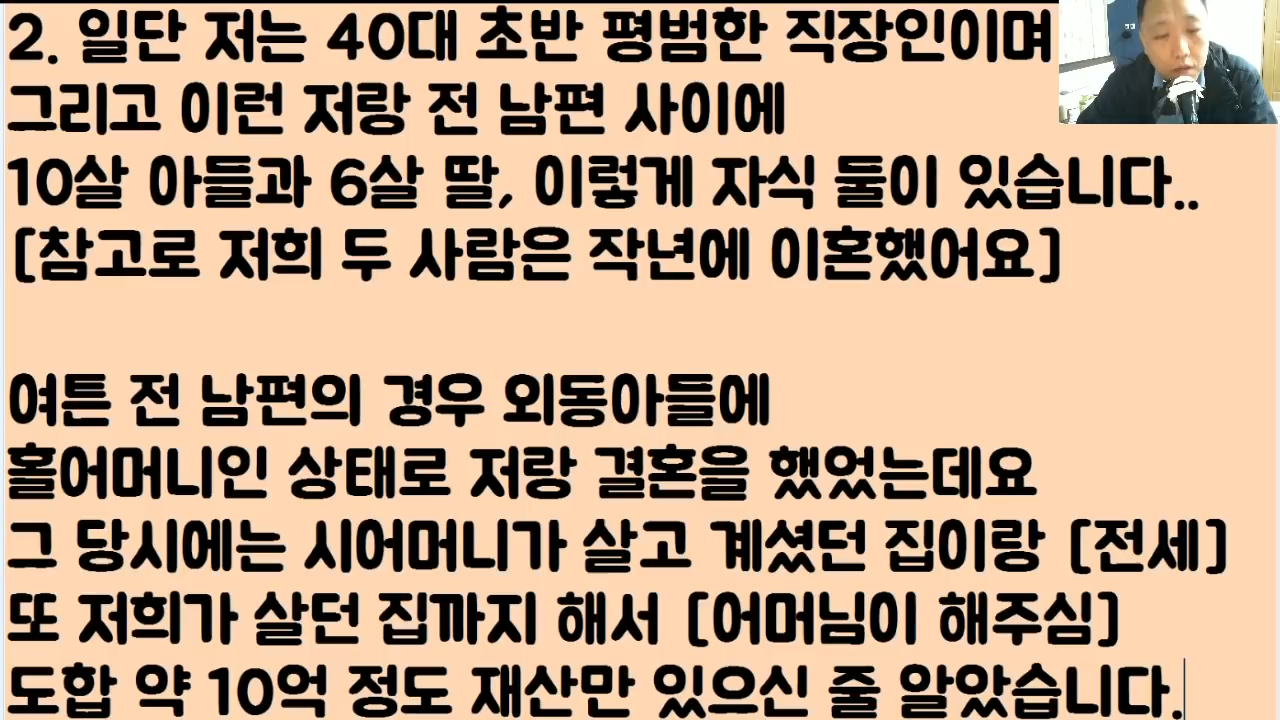 2. 일단 저는 40대 초반 평범한 직장인이며
그리고 이런 저랑 전 남편 사이에
10살 아들과 6살 딸, 이렇게 자식 둘이 있습니다..
[참고로 저희 두 사람은 작년에 이혼했어요]
여튼 전 남편의 경우 외동아들에
홀어머니인 상태로 저랑 결혼을 했었는데요
그 당시에는 시어머니가 살고 계셨던 집이랑 [전세]
또 저희가 살던 집까지 해서 [어머님이 해주심]
도합 약 10억 정도 재산만 있으신 줄 알았습니다.